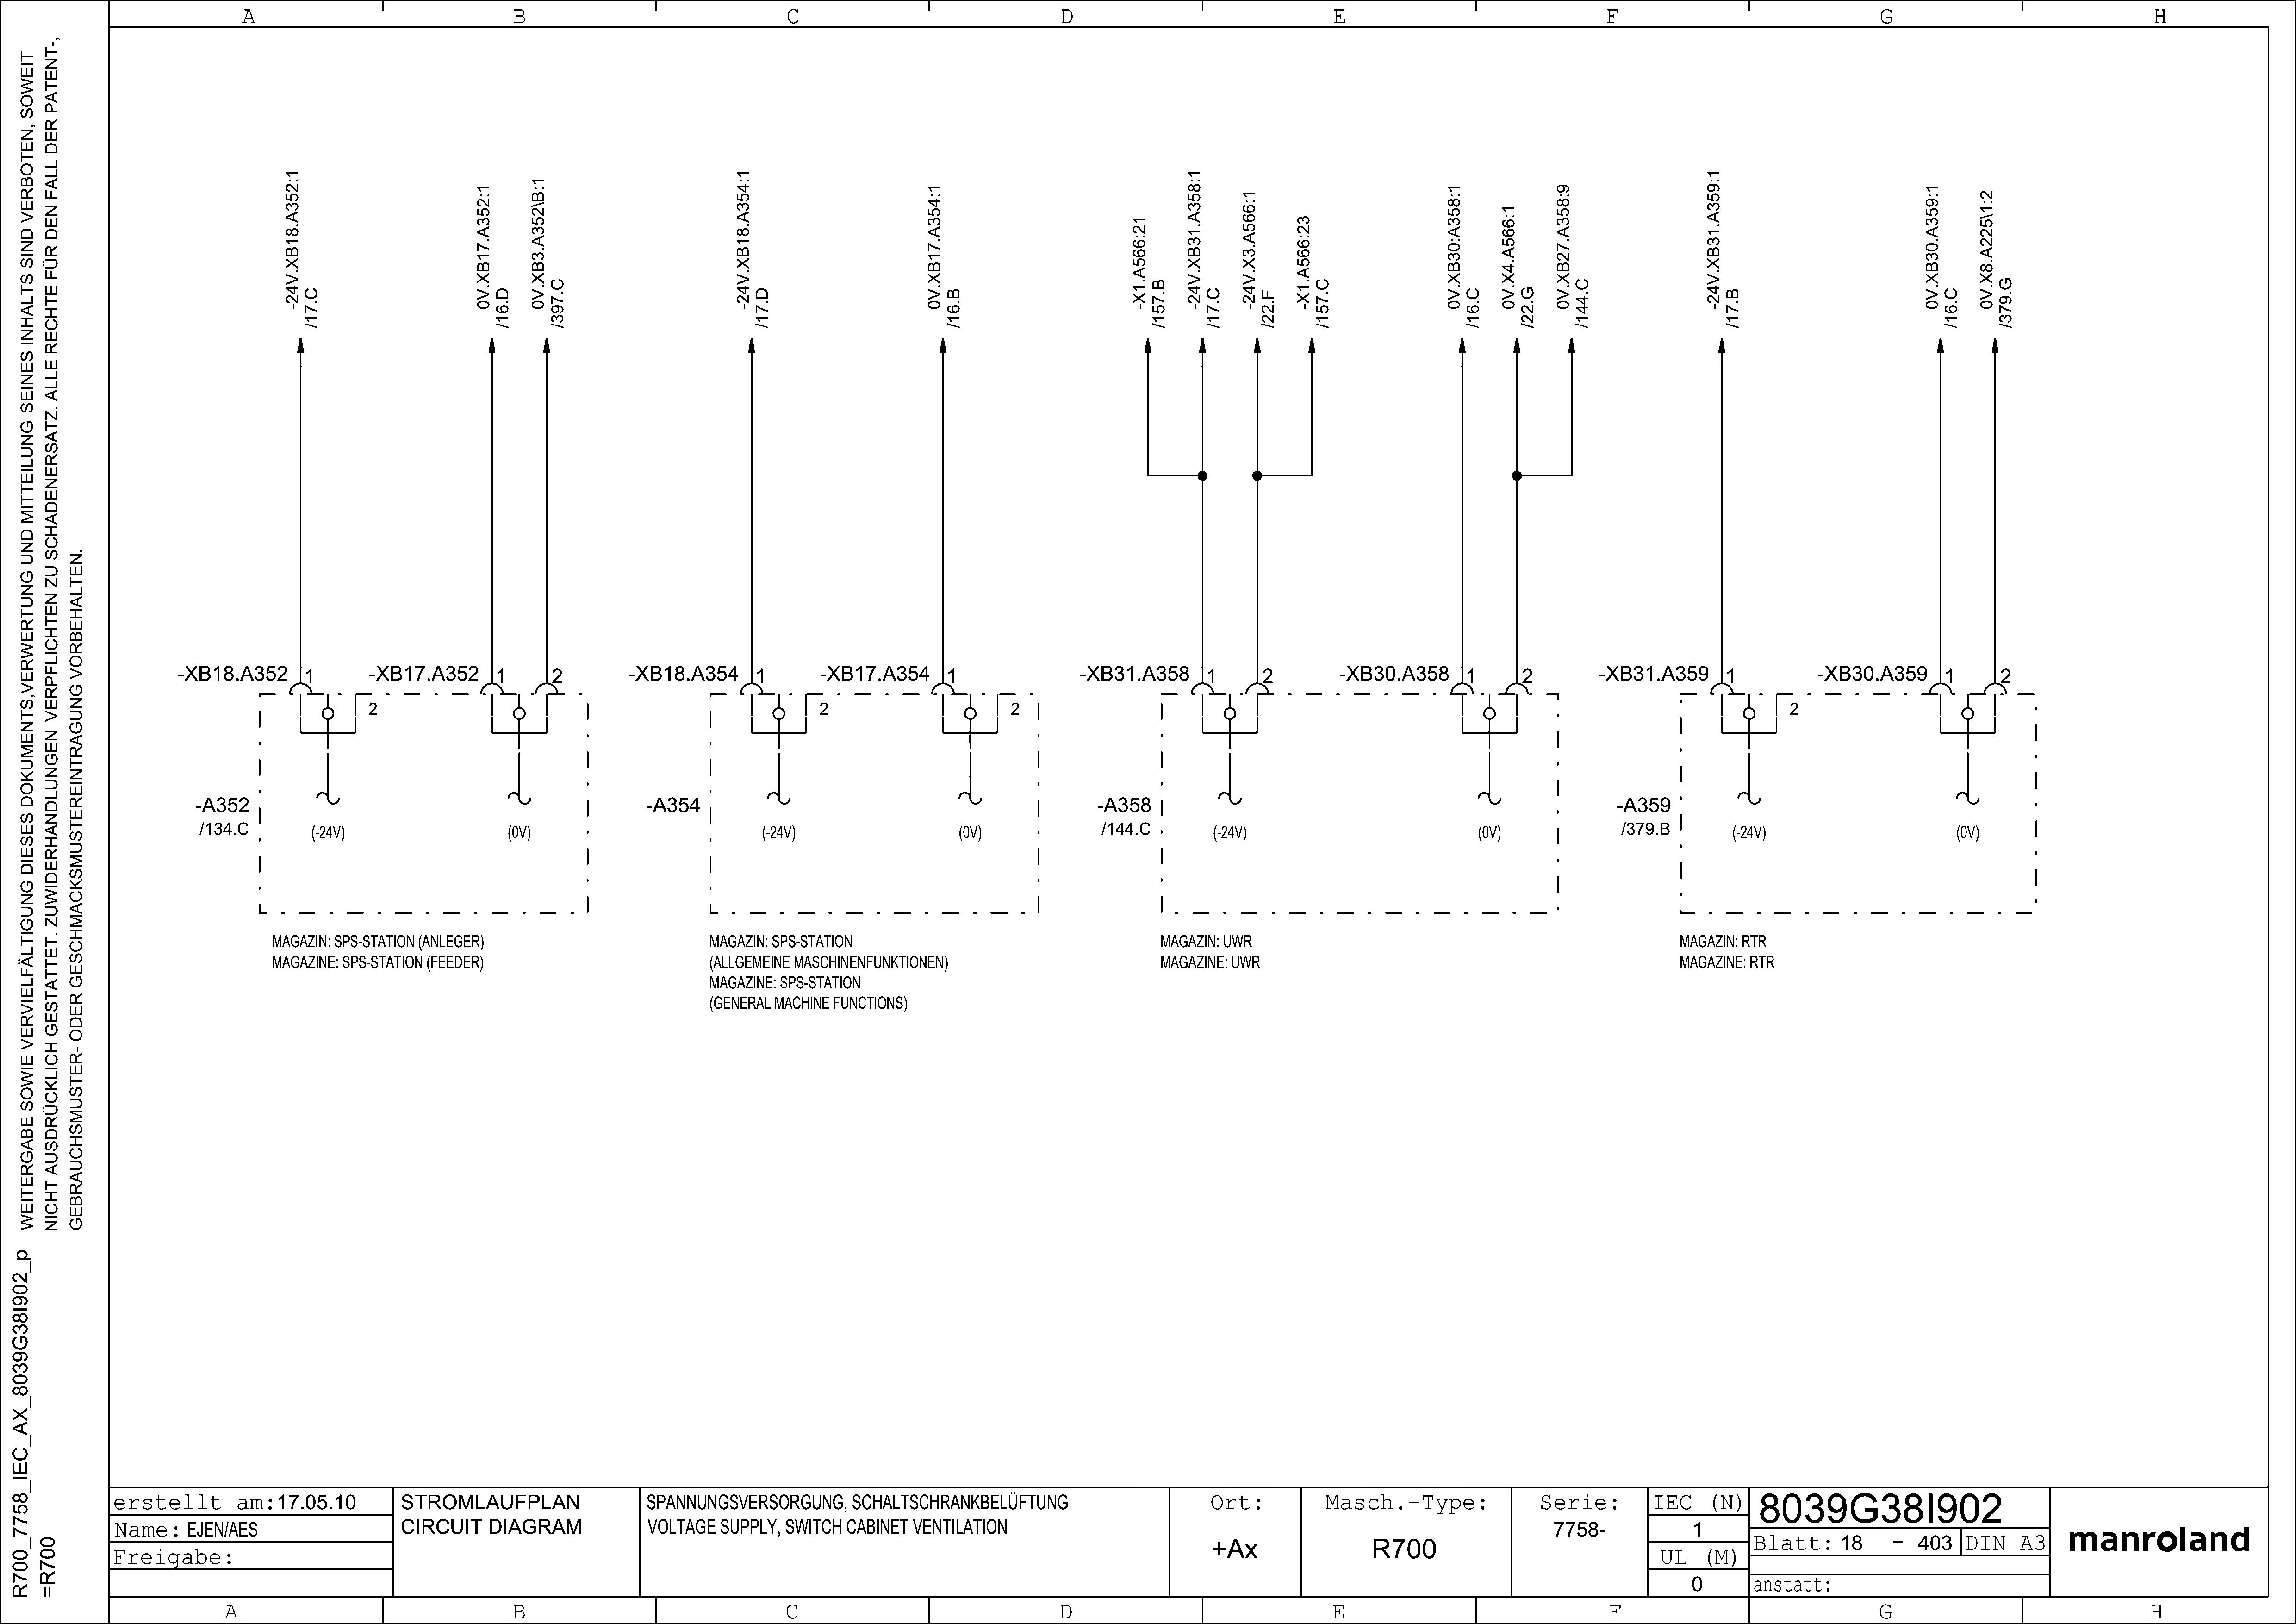 A B C D E F G H
WEITERGABE SOWIE VERVIELFÄLTIGUNG DIESES DOKUMENTS,VERWERTUNG UND MITTEILUNG SEINES INHALTS SIND VERBOTEN, SOWEIT
NICHT AUSDRÜCKLICH GESTATTET. ZUWIDERHANDLUNGEN VERPFLICHTEN ZU SCHADENERSATZ. ALLE RECHTE FÜR DEN FALL DER PATENT-,
GEBRAUCHSMUSTER- ODER GESCHMACKSMUSTEREINTRAGUNG VORBEHALTEN.
R700_7758_IEC_AX_8039G38I902_p
=R700
-24V.XB18.A352:1
/17.C
0V.XB17.A352:1
/16.D
0V.XB3.A352\B:1
/397.C
-24V.XB18.A354:1
/17.D
0V.XB17.A354:1
/16.B
-X1.A566:21
/157.B
-24V.XB31.A358:1
/17.C
-24V.X3.A566:1
/22.F
-X1.A566:23
/157.C
0V.XB30:A358:1
/16.C
0V.X4.A566:1
/22.G
0V.XB27.A358:9
/144.C
-24V.XB31.A359:1
/17.B
0V.XB30.A359:1
/16.C
0V.X8.A225\1:2
/379.G
-XB18.A352 1 -XB17.A352 1 2 -XB18.A354 1 -XB17.A354 1 -XB31.A358 1 2 -XB30.A358 1 2 -XB31.A359 1 -XB30.A359 1 2
2 2 2 2
-A352 -A354 -A358 -A359
/134.C (-24V) (0V) (-24V) (0V) /144.C (-24V) (0V) /379.B (-24V) (0V)
MAGAZIN: SPS-STATION (ANLEGER)
MAGAZINE: SPS-STATION (FEEDER)
MAGAZIN: SPS-STATION
(ALLGEMEINE MASCHINENFUNKTIONEN)
MAGAZINE: SPS-STATION
(GENERAL MACHINE FUNCTIONS)
MAGAZIN: UWR
MAGAZINE: UWR
MAGAZIN: RTR
MAGAZINE: RTR
erstellt am:17.05.10
Name: EJEN/AES
Freigabe:
STROMLAUFPLAN
CIRCUIT DIAGRAM
SPANNUNGSVERSORGUNG, SCHALTSCHRANKBELÜFTUNG
VOLTAGE SUPPLY, SWITCH CABINET VENTILATION
Ort:
+Ax
Masch.-Type:
R700
Serie:
7758-
IEC (N)
1
UL (M)
0
8039G38I902
Blatt: 18 - 403 DIN A3
anstatt:
manroland
A B C D E F G H